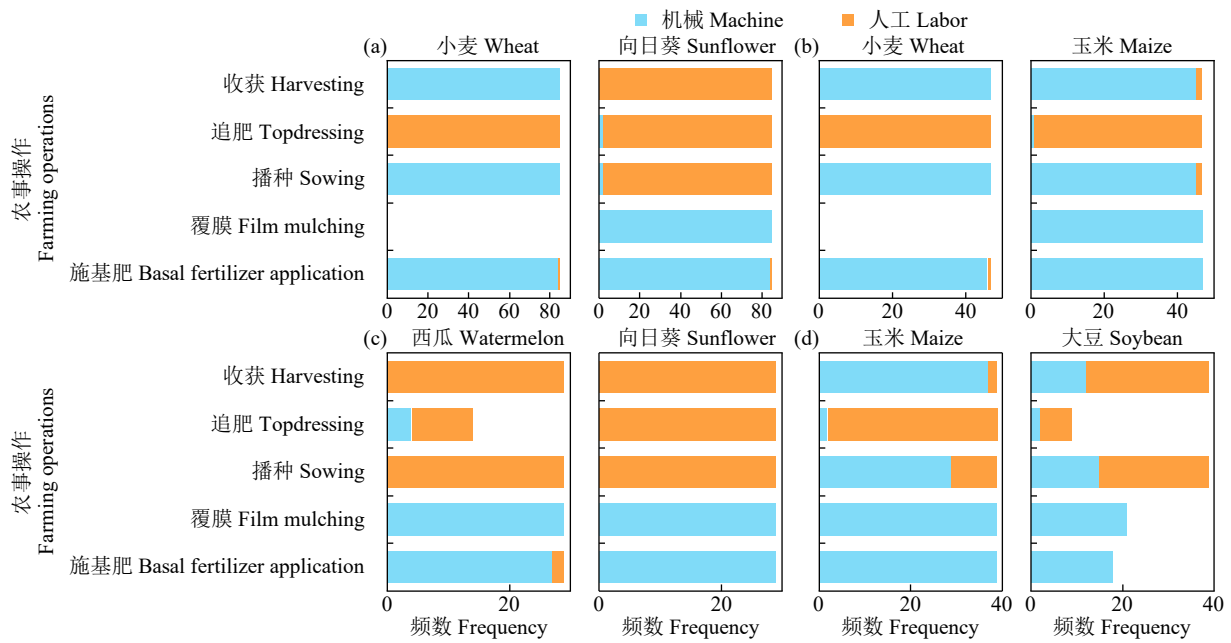 机械 Machine 人工 Labor
(a) 小麦 Wheat 向日葵 Sunflower (b) 小麦 Wheat 玉米 Maize
收获 Harvesting
追肥 Topdressing
播种 Sowing
覆膜 Film mulching
施基肥 Basal fertilizer application
农事操作
Farming operations
0 20 40 60 80 0 20 40 60 80 0 20 40 0 20 40
(c) 西瓜 Watermelon 向日葵 Sunflower (d) 玉米 Maize 大豆 Soybean
收获 Harvesting
追肥 Topdressing
播种 Sowing
覆膜 Film mulching
施基肥 Basal fertilizer application
农事操作
Farming operations
0 20 0 20 0 20 40 0 20 40
频数 Frequency 频数 Frequency 频数 Frequency 频数 Frequency